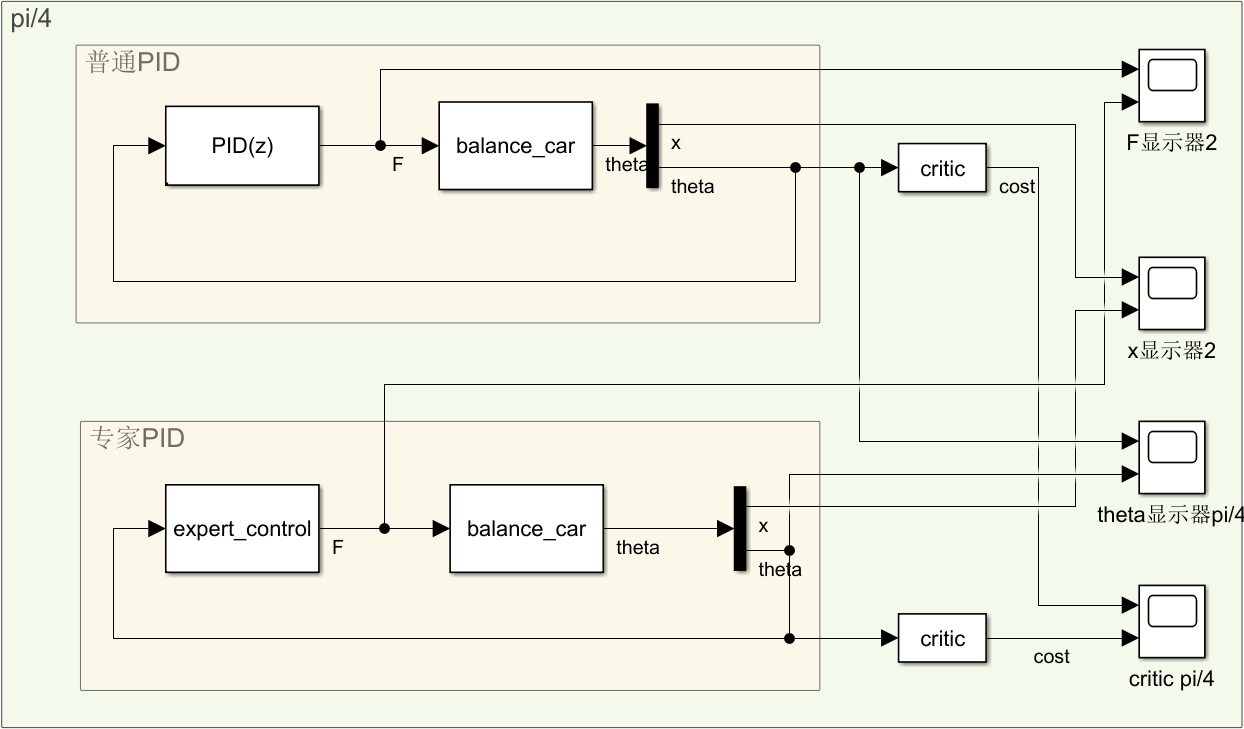 pi/4
普通PID
PID(z)
F
balance_car
theta
x
theta
critic
cost
F显示器2
x显示器2
专家PID
expert_control
F
balance_car
theta
x
theta
theta显示器pi/4
critic
cost
critic pi/4